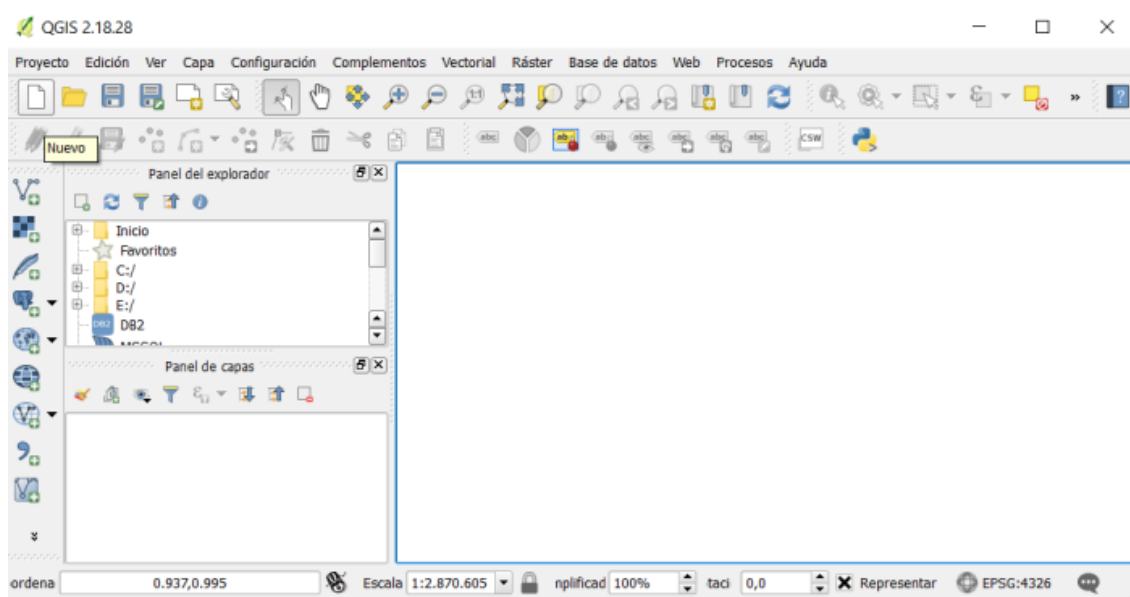 QGIS 2.18.28
Proyecto Edición Ver Capa Configuración Complementos Vectorial Ráster Base de datos Web Procesos Ayuda
Nuevo
abc abc abc abc abc abc abc CSW
Panel del explorador
Inicio
Favoritos
C:/
D:/
E:/
DB2 DB2
Panel de capas
ordena 0.937,0.995 Escala 1:2.870.605 nplificad 100% taci 0,0 Representar EPSG:4326